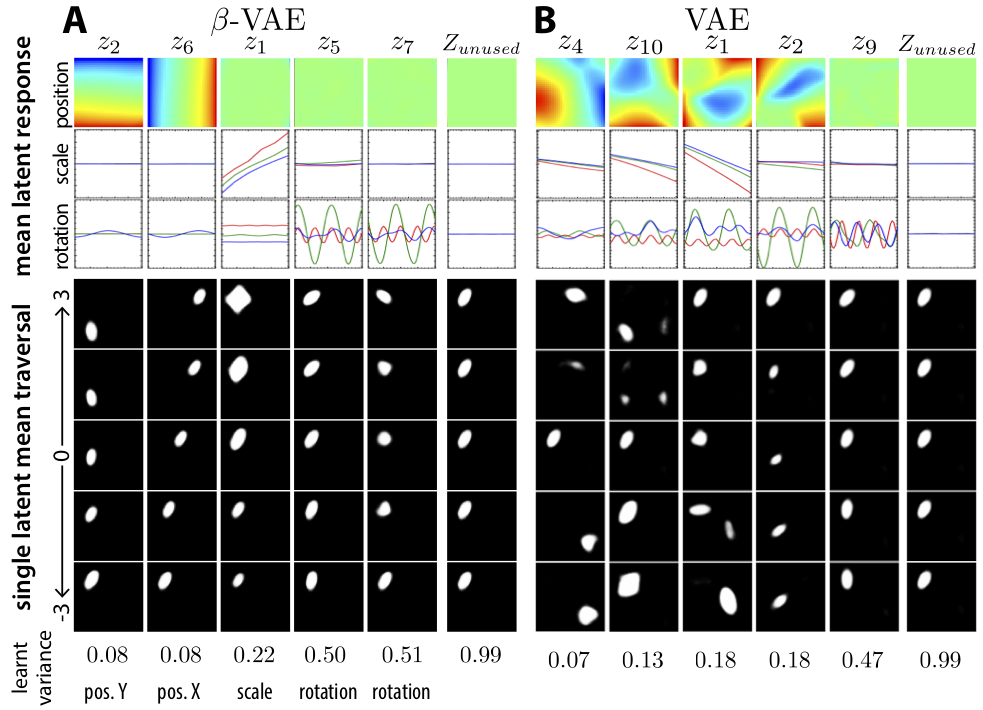 A β-VAE B VAE
z2 z6 z1 z5 z7 Zunused z4 z10 z1 z2 z9 Zunused
mean latent response
position
scale
rotation
single latent mean traversal
3
0
-3
learnt variance
0.08 0.08 0.22 0.50 0.51 0.99 0.07 0.13 0.18 0.18 0.47 0.99
pos. Y pos. X scale rotation rotation